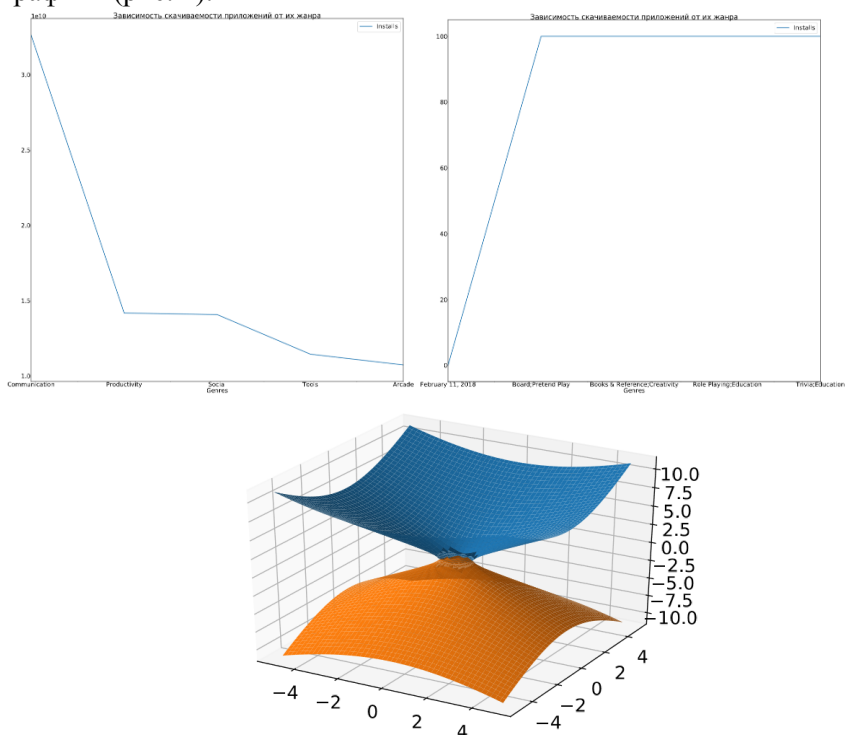 1e10
Зависимость скачиваемости приложений от их жанра
Installs
3.0
2.5
2.0
1.5
1.0
Communication Productivity Socia Tools Arcade
Genres
Зависимость скачиваемости приложений от их жанра
Installs
100
80
60
40
20
0
February 11, 2018 Board;Pretend Play Books & Reference;Creativity Role Playing;Education Trivia;Education
Genres
10.0
7.5
5.0
2.5
0.0
−2.5
−5.0
−7.5
−10.0
−4 −2 0 2 4
−4 −2 0 2 4